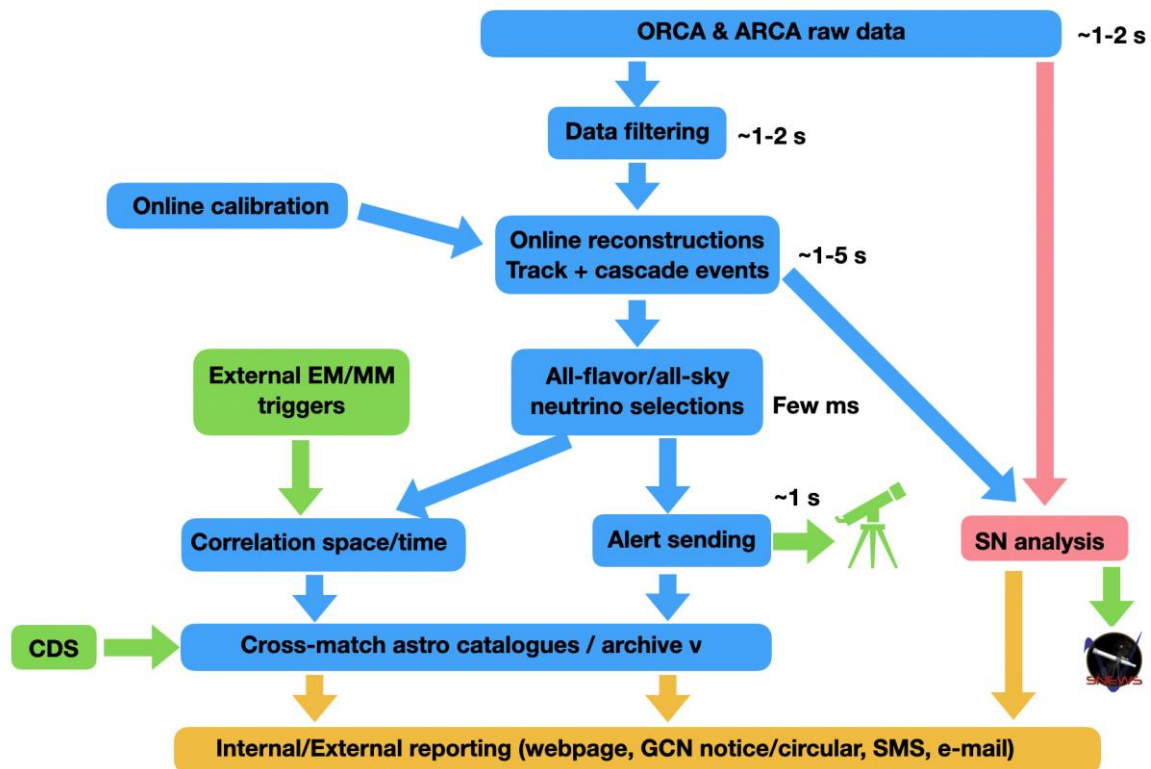 ORCA & ARCA raw data
~1-2 s
Data filtering
~1-2 s
Online calibration
Online reconstructions
Track + cascade events
~1-5 s
External EM/MM
triggers
All-flavor/all-sky
neutrino selections
Few ms
~1 s
Correlation space/time
Alert sending
SN analysis
CDS
Cross-match astro catalogues / archive ν
SNEWS
Internal/External reporting (webpage, GCN notice/circular, SMS, e-mail)